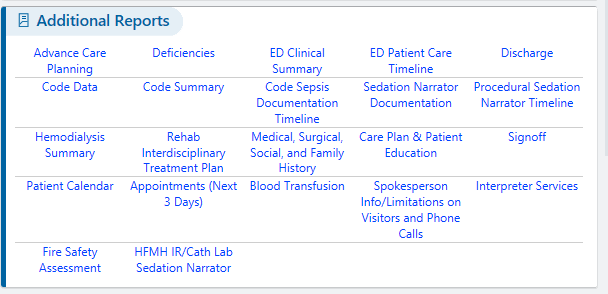 Additional Reports
Advance Care Planning
Deficiencies
ED Clinical Summary
ED Patient Care Timeline
Discharge
Code Data
Code Summary
Code Sepsis Documentation Timeline
Sedation Narrator Documentation
Procedural Sedation Narrator Timeline
Hemodialysis Summary
Rehab Interdisciplinary Treatment Plan
Medical, Surgical, Social, and Family History
Care Plan & Patient Education
Signoff
Patient Calendar
Appointments (Next 3 Days)
Blood Transfusion
Spokesperson Info/Limitations on Visitors and Phone Calls
Interpreter Services
Fire Safety Assessment
HFMH IR/Cath Lab Sedation Narrator